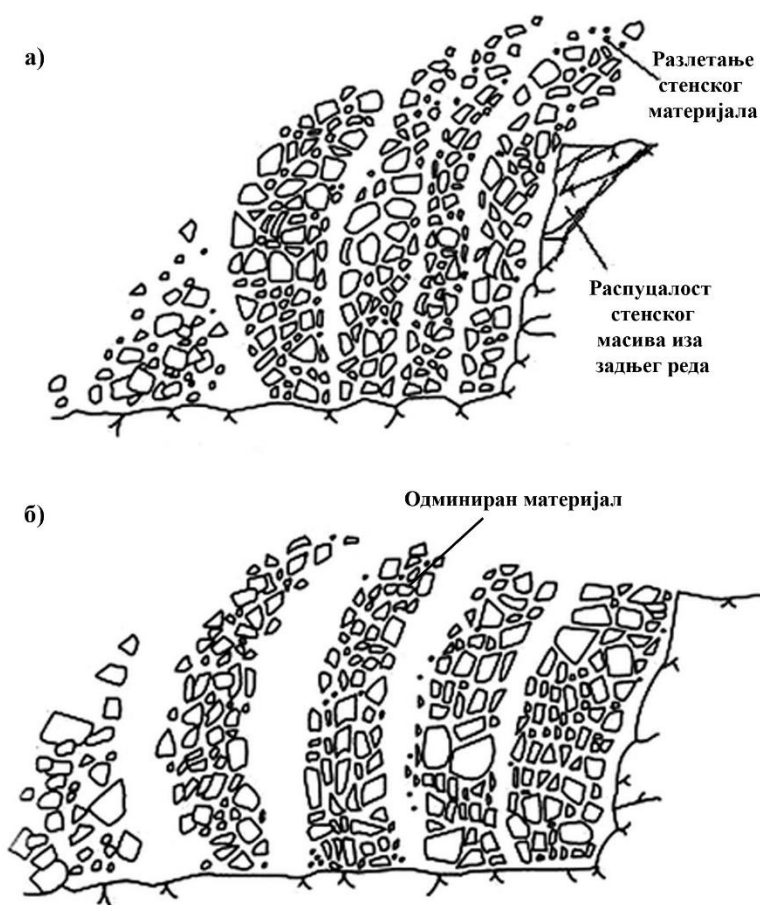 а)
Разлетање
стенског
материјала
Распуцалост
стенског
масива иза
задњег реда
б)
Одминиран материјал